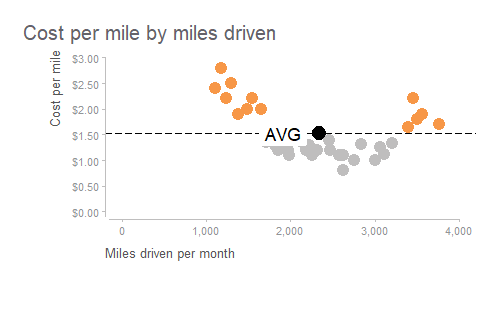 Cost per mile by miles driven
Cost per mile
$3.00
$2.50
$2.00
$1.50
$1.00
$0.50
$0.00
AVG
0 1,000 2,000 3,000 4,000
Miles driven per month